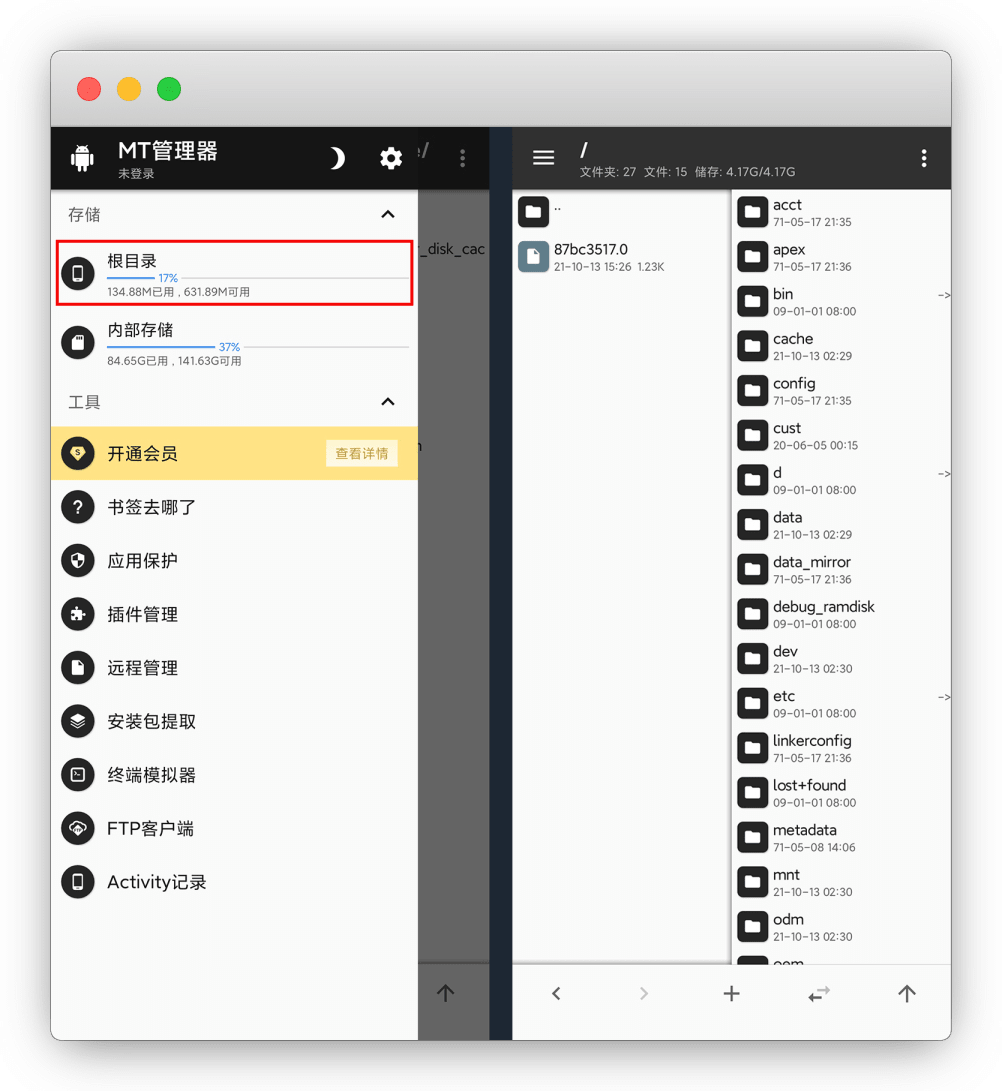 MT管理器
未登录
存储
根目录
17%
134.88M已用 , 631.89M可用
内部存储
37%
84.65G已用 , 141.63G可用
工具
开通会员
查看详情
书签去哪了
应用保护
插件管理
远程管理
安装包提取
终端模拟器
FTP客户端
Activity记录
_disk_cac
/
文件夹: 27 文件: 15 储存: 4.17G/4.17G
..
87bc3517.0
21-10-13 15:26 1.23K
acct
71-05-17 21:35
apex
71-05-17 21:36
bin
->
09-01-01 08:00
cache
21-10-13 02:29
config
71-05-17 21:35
cust
20-06-05 00:15
d
->
09-01-01 08:00
data
21-10-13 02:29
data_mirror
71-05-17 21:36
debug_ramdisk
09-01-01 08:00
dev
21-10-13 02:30
etc
->
09-01-01 08:00
linkerconfig
71-05-17 21:36
lost+found
09-01-01 08:00
metadata
71-05-08 14:06
mnt
21-10-13 02:30
odm
21-10-13 02:30
oem